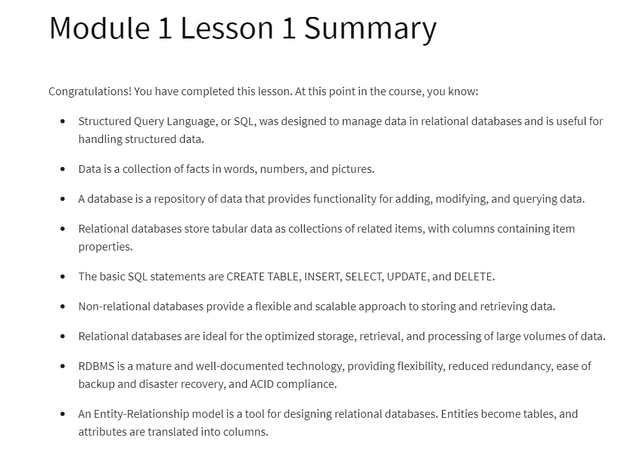 Module 1 Lesson 1 Summary
Congratulations! You have completed this lesson. At this point in the course, you know:
• Structured Query Language, or SQL, was designed to manage data in relational databases and is useful for
handling structured data.
• Data is a collection of facts in words, numbers, and pictures.
• A database is a repository of data that provides functionality for adding, modifying, and querying data.
• Relational databases store tabular data as collections of related items, with columns containing item
properties.
• The basic SQL statements are CREATE TABLE, INSERT, SELECT, UPDATE, and DELETE.
• Non-relational databases provide a flexible and scalable approach to storing and retrieving data.
• Relational databases are ideal for the optimized storage, retrieval, and processing of large volumes of data.
• RDBMS is a mature and well-documented technology, providing flexibility, reduced redundancy, ease of
backup and disaster recovery, and ACID compliance.
• An Entity-Relationship model is a tool for designing relational databases. Entities become tables, and
attributes are translated into columns.